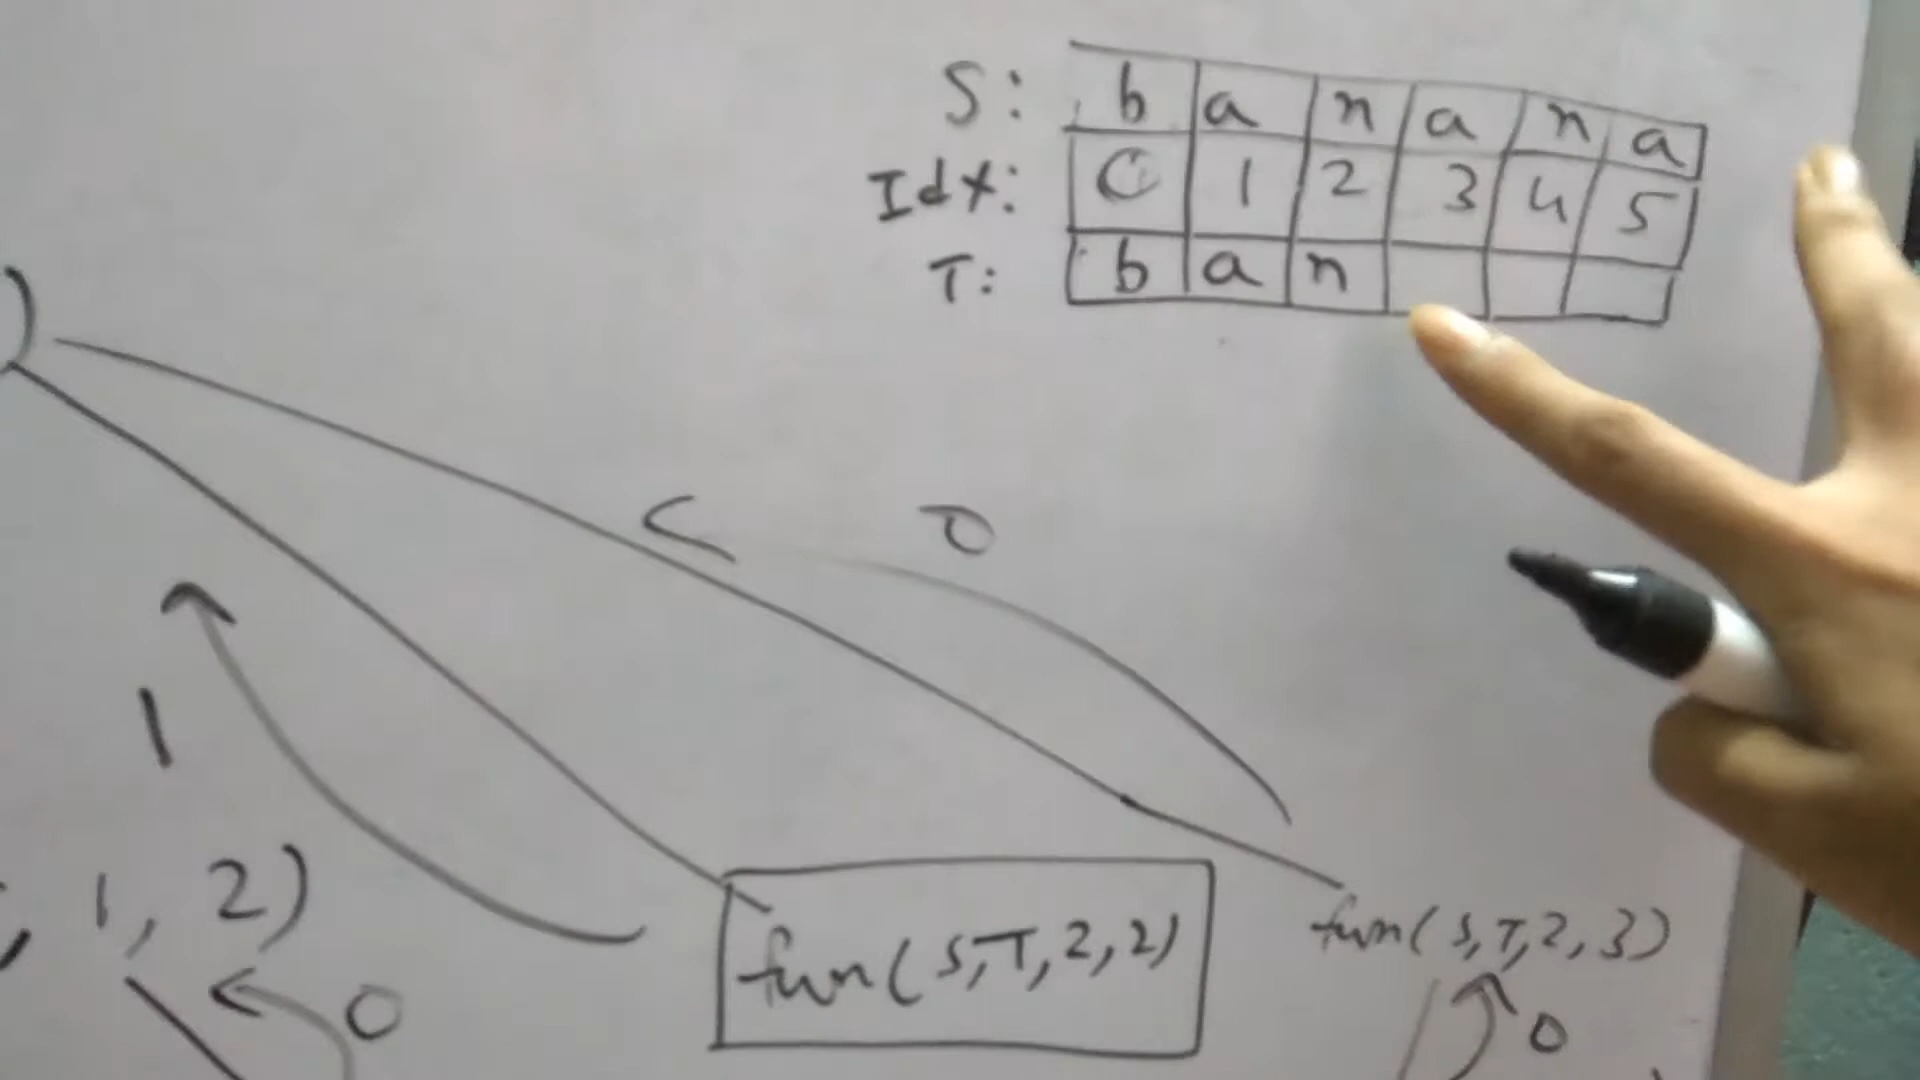 S: b a n a n a
Idx: 0 1 2 3 4 5
T: b a n
0
1
, 1, 2)
fun(S,T,2,2)
fun(S,T,2,3)
0
0